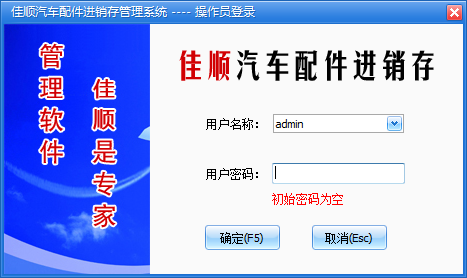 佳顺汽车配件进销存管理系统 ---- 操作员登录
管理软件
佳顺是专家
佳顺汽车配件进销存
用户名称： admin
用户密码：
初始密码为空
确定(F5) 取消(Esc)